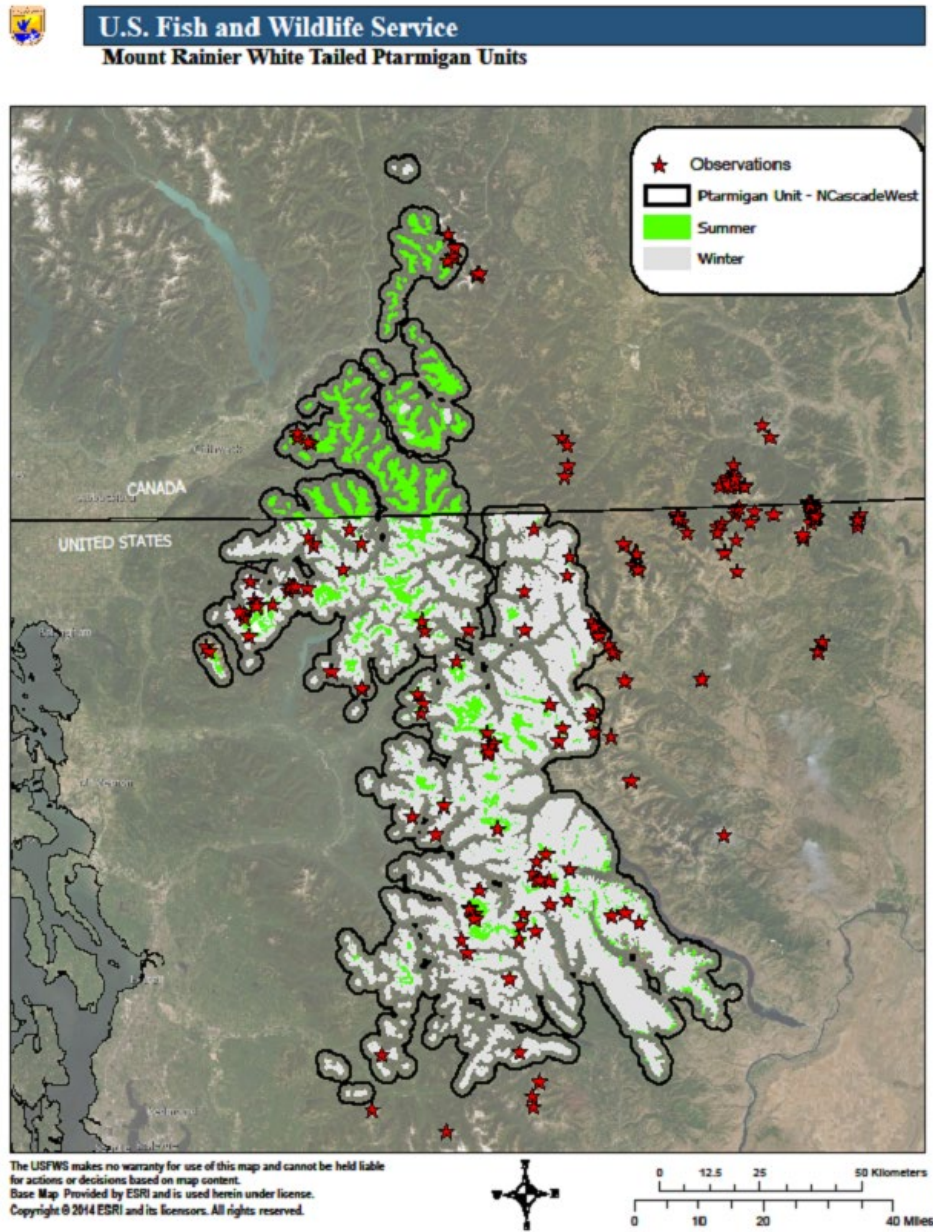 U.S. Fish and Wildlife Service
Mount Rainier White Tailed Ptarmigan Units
Observations
Ptarmigan Unit - NCascadeWest
Summer
Winter
CANADA
UNITED STATES
The USFWS makes no warranty for use of this map and cannot be held liable
for actions or decisions based on map content.
Base Map Provided by ESRI and is used herein under license.
Copyright © 2014 ESRI and its licensors. All rights reserved.
N
W E
S
0 12.5 25 50 Kilometers
0 10 20 40 Miles